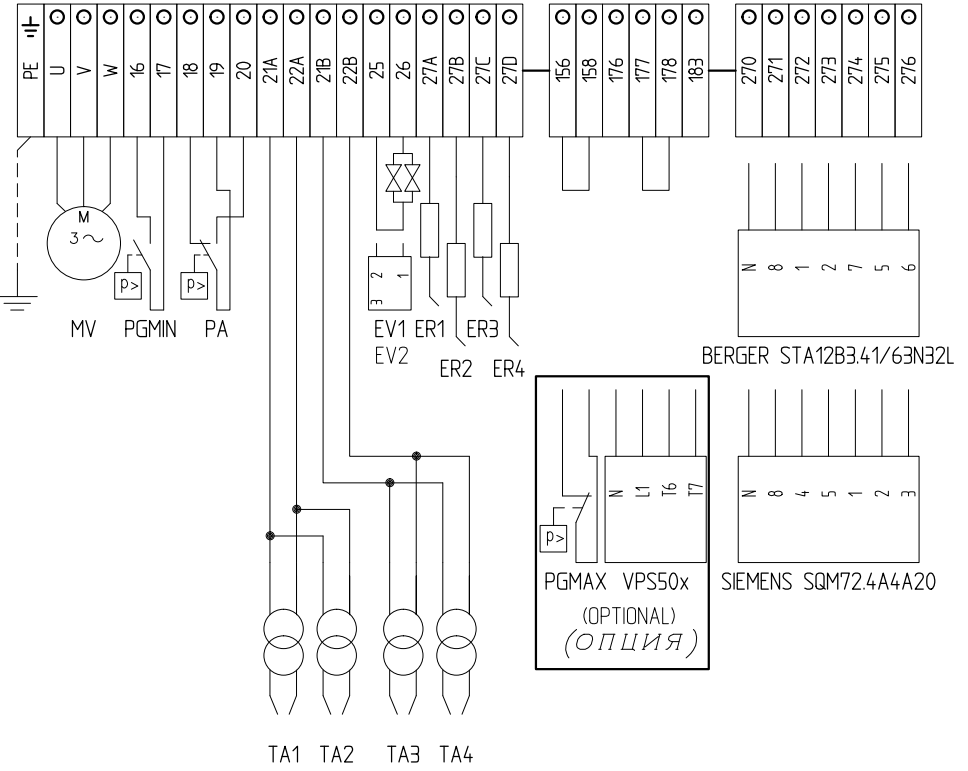 PE U V W 16 17 18 19 20 21A 22A 21B 22B 25 26 27A 27B 27C 27D 156 158 176 177 178 183 270 271 272 273 274 275 276
M
3~
P> P>
2 1
3
N 8 1 2 7 5 6
MV PGMIN PA EV1 ER1 ER3
EV2 ER2 ER4
BERGER STA12B3.41/63N32L
N L1 T6 T7
N 8 4 5 1 2 3
P>
PGMAX VPS50x
SIEMENS SQM72.4A4A20
(OPTIONAL)
(ОПЦИЯ)
TA1 TA2 TA3 TA4